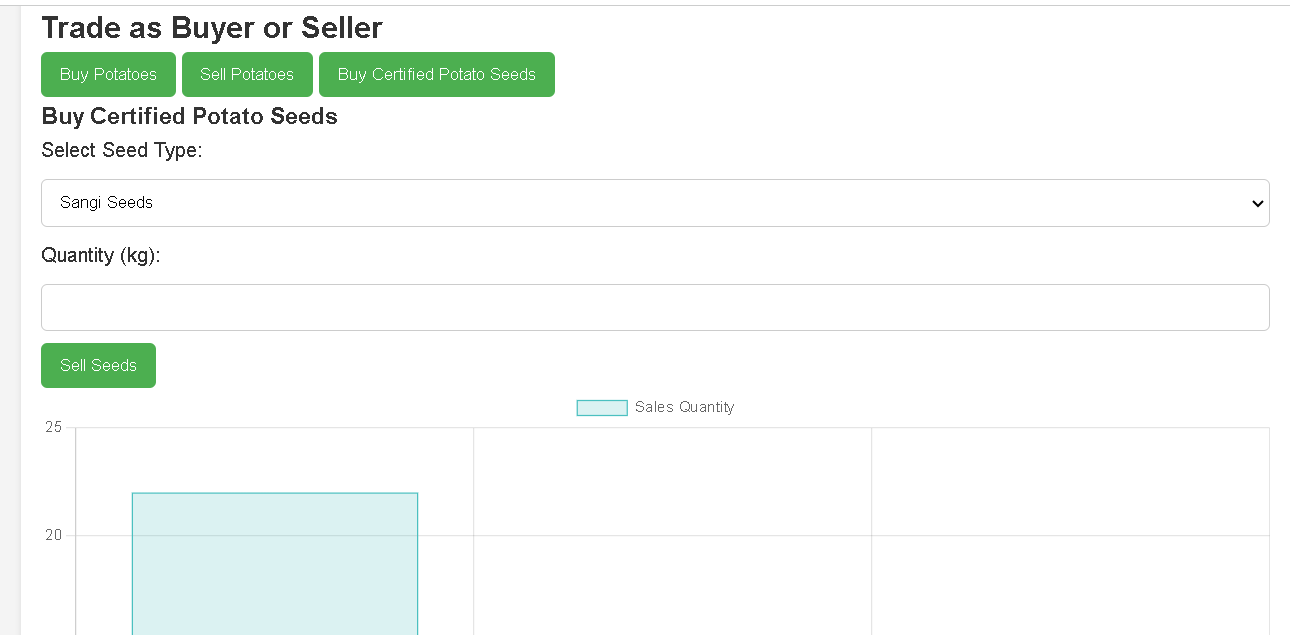 Trade as Buyer or Seller
Buy Potatoes Sell Potatoes Buy Certified Potato Seeds
Buy Certified Potato Seeds
Select Seed Type:
Sangi Seeds
Quantity (kg):
Sell Seeds
Sales Quantity
25
20